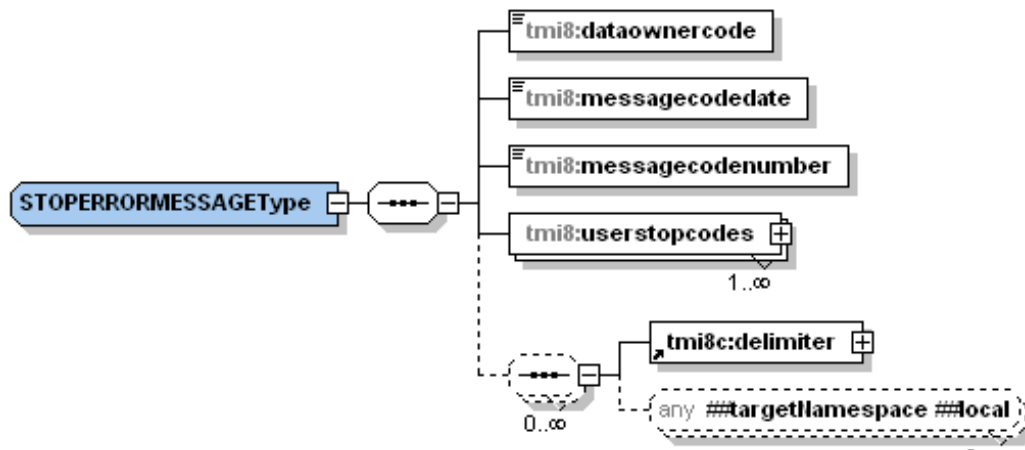 tmi8:dataownercode
tmi8:messagecodedate
tmi8:messagecodenumber
STOPERRORMESSAGEType
tmi8:userstopcodes
1..∞
tmi8c:delimiter
any ##targetNamespace ##local
0..∞